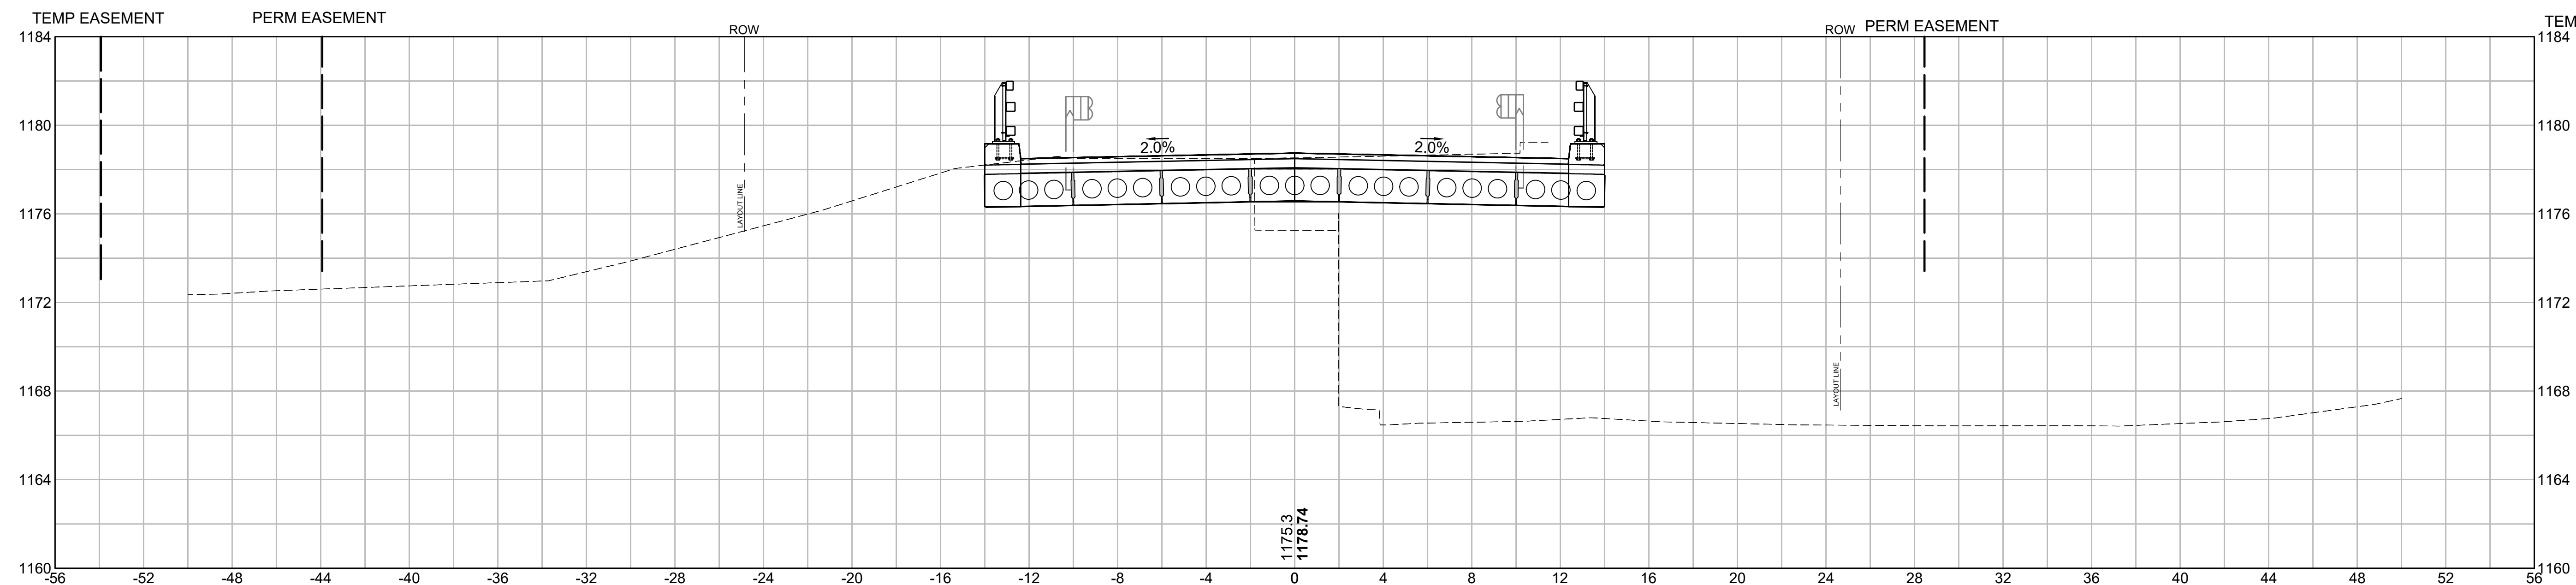 TEMP EASEMENT
PERM EASEMENT
ROW
ROW
PERM EASEMENT
TEM
1184
1184
1180
1180
2.0%
2.0%
LAYOUT LINE
1176
1176
1172
1172
LAYOUT LINE
1168
1168
1164
1164
1175.3
1178.74
1160
1160
-56 -52 -48 -44 -40 -36 -32 -28 -24 -20 -16 -12 -8 -4 0 4 8 12 16 20 24 28 32 36 40 44 48 52 56